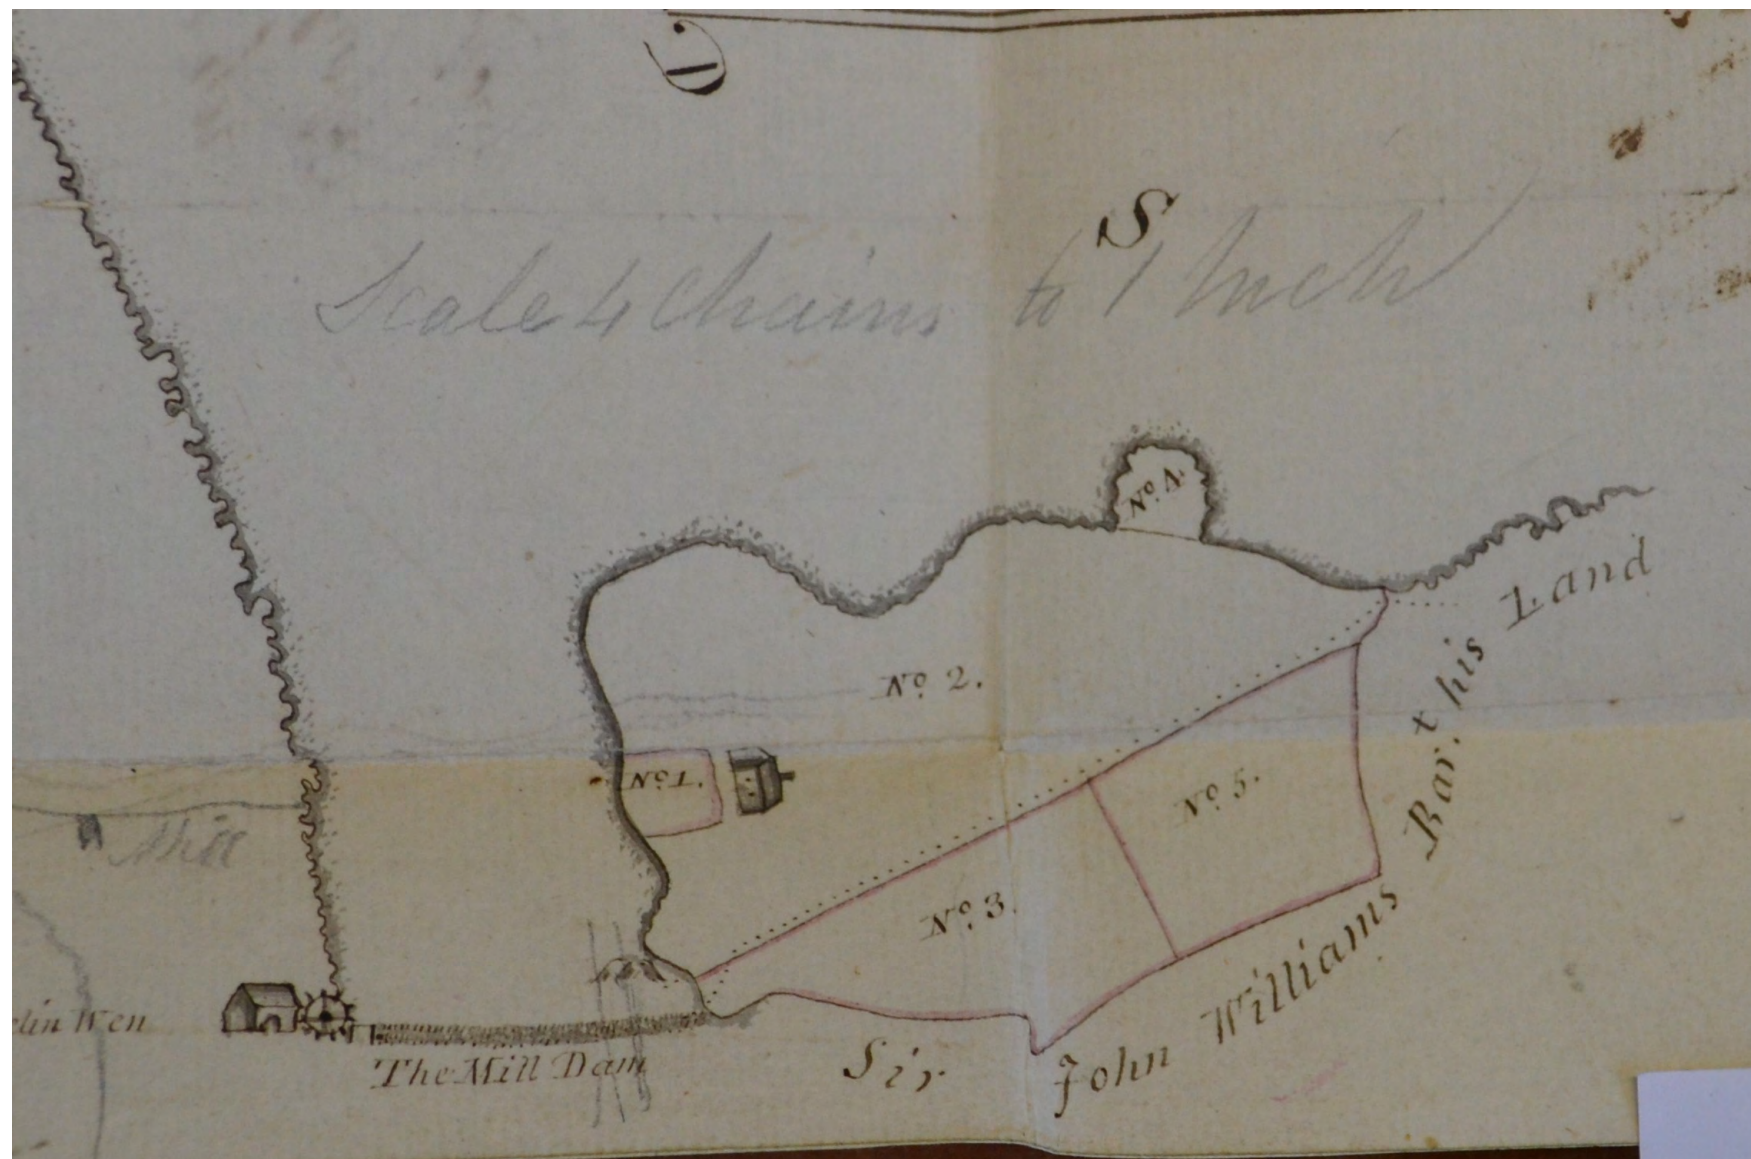 S
Scale 4 Chains to 1 Inch
No. 4.
No. 2.
No. 1.
No. 5.
No. 3.
Mill
lin Wen
The Mill Dam
Sir John Williams Bar.t his Land